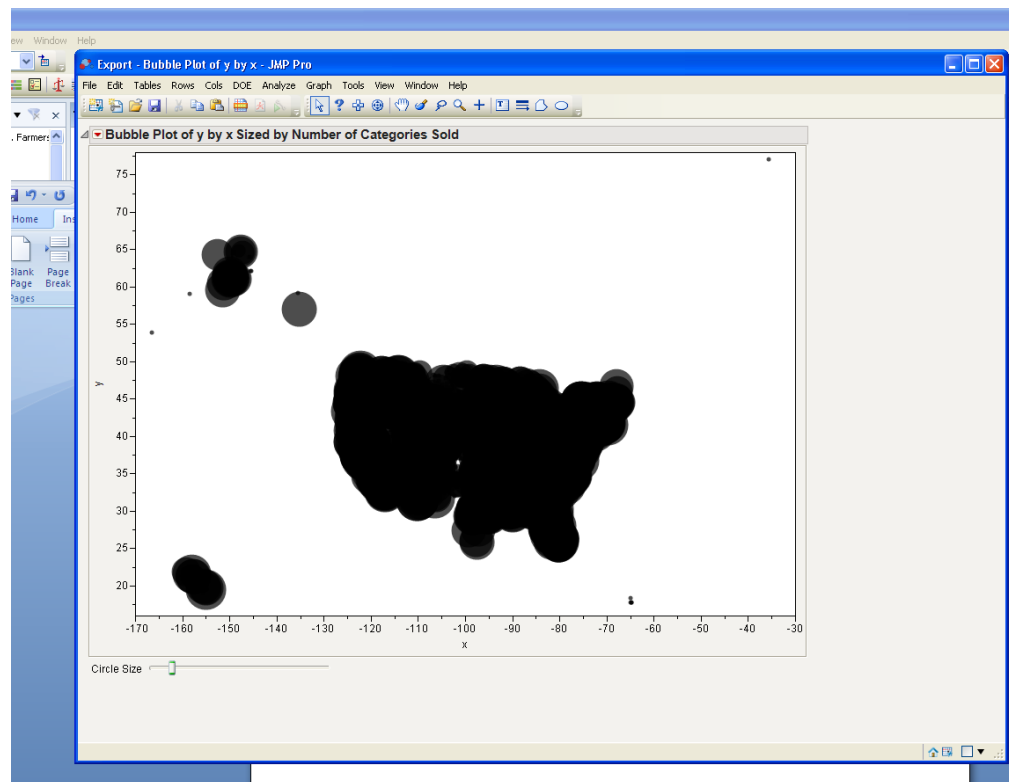 ew Window Help
Export - Bubble Plot of y by x - JMP Pro
File Edit Tables Rows Cols DOE Analyze Graph Tools View Window Help
. Farmers
Bubble Plot of y by x Sized by Number of Categories Sold
Home Ins
Blank Page
Page Break
Pages
75
70
65
60
55
50
45
40
35
30
25
20
y
-170 -160 -150 -140 -130 -120 -110 -100 -90 -80 -70 -60 -50 -40 -30
x
Circle Size